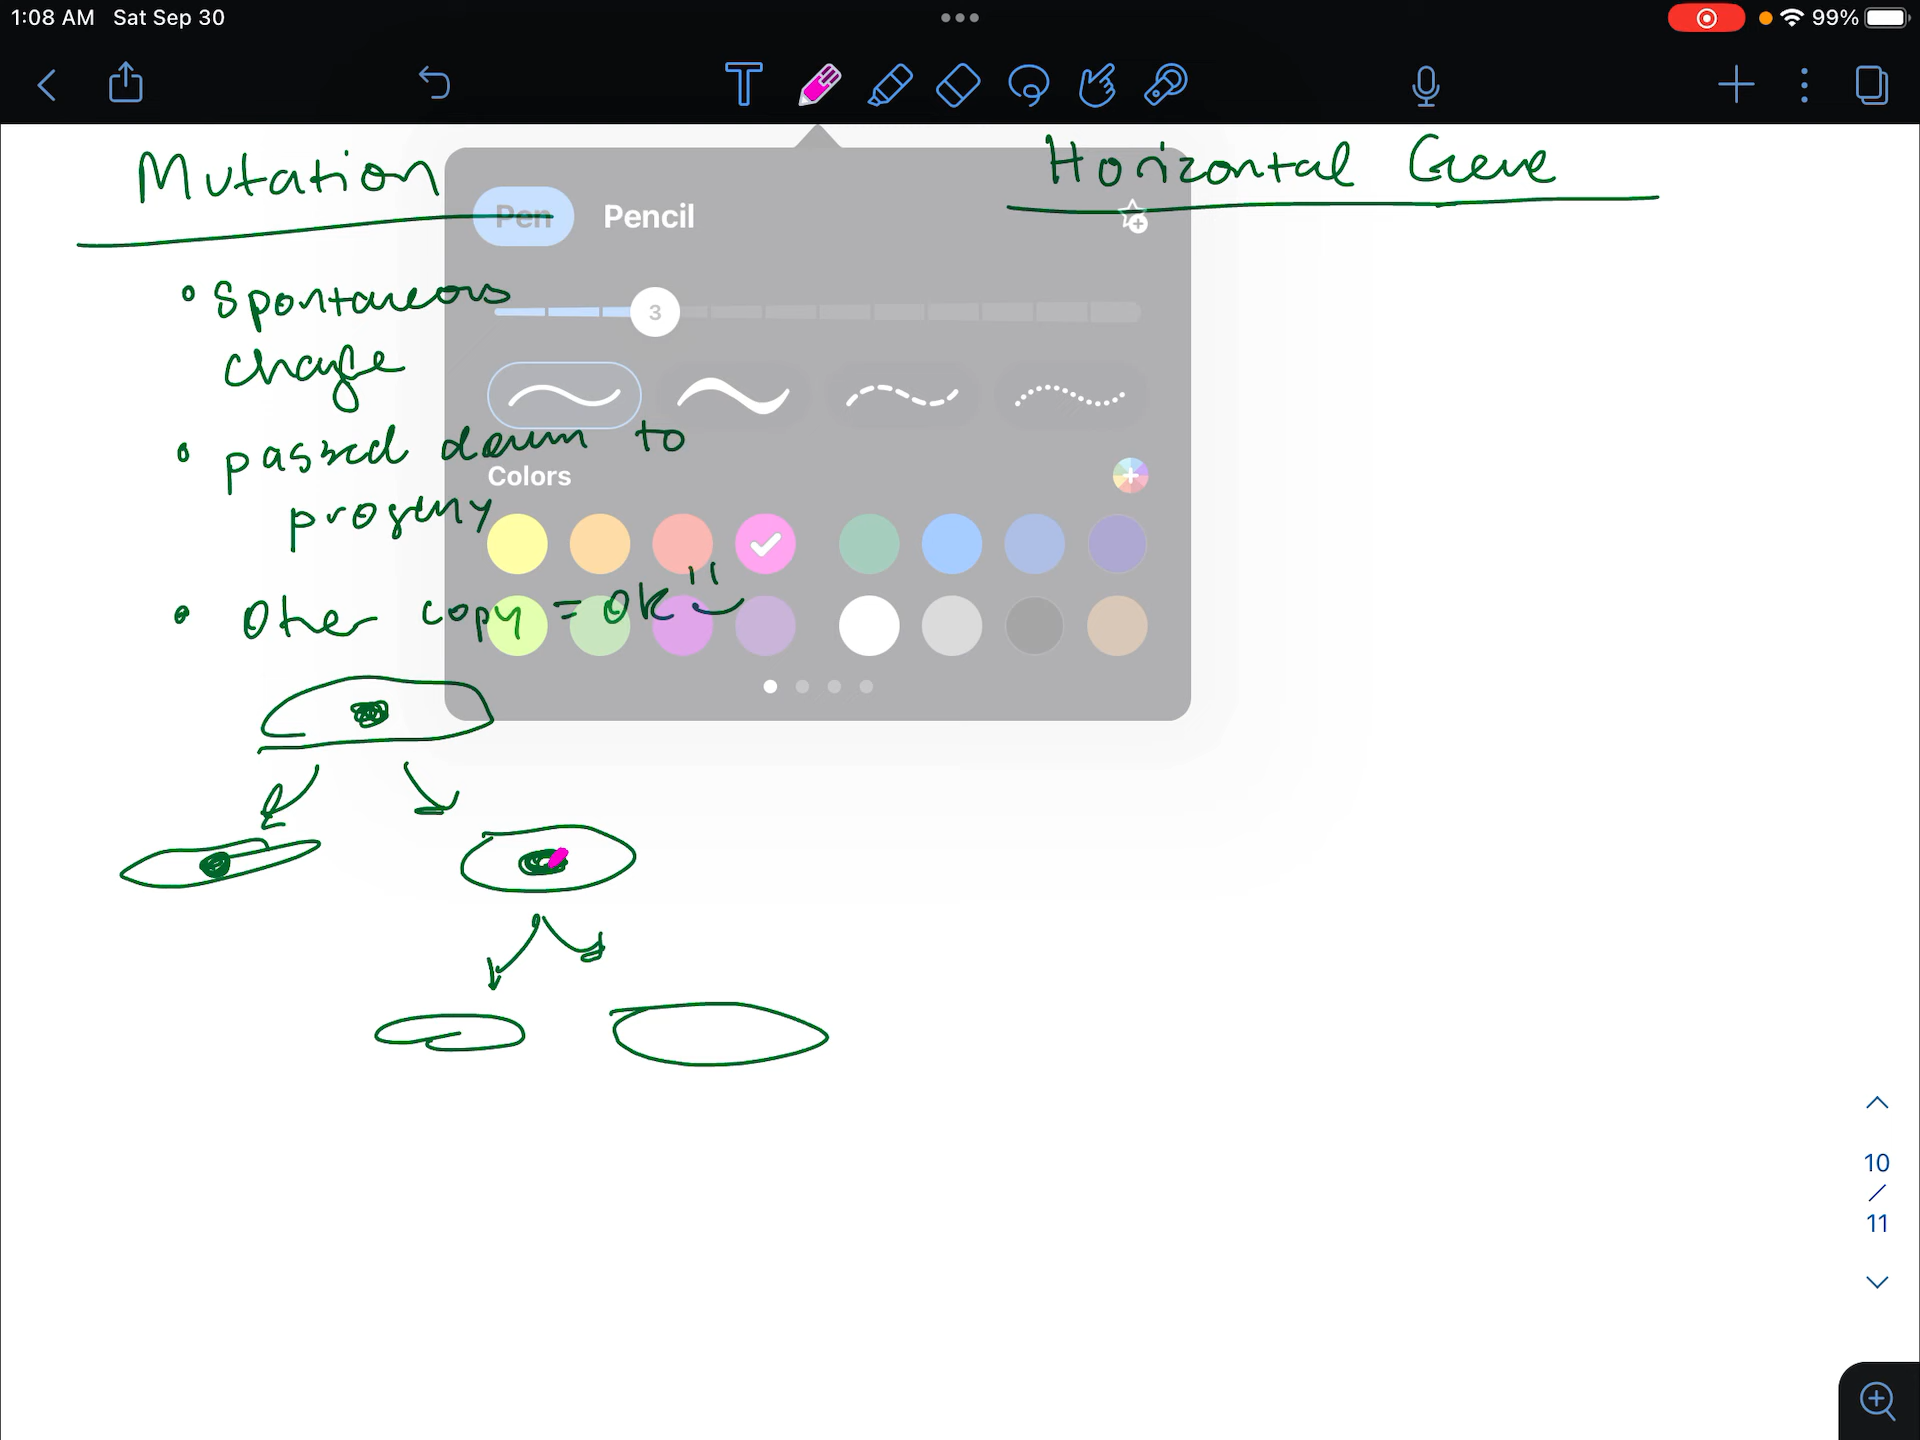 1:08 AM Sat Sep 30
99%
Mutation
Horizontal Gene
Pen Pencil
• Spontaneous
3
change
• passed down to
Colors
progeny
• Other copy = ok
10
/
11